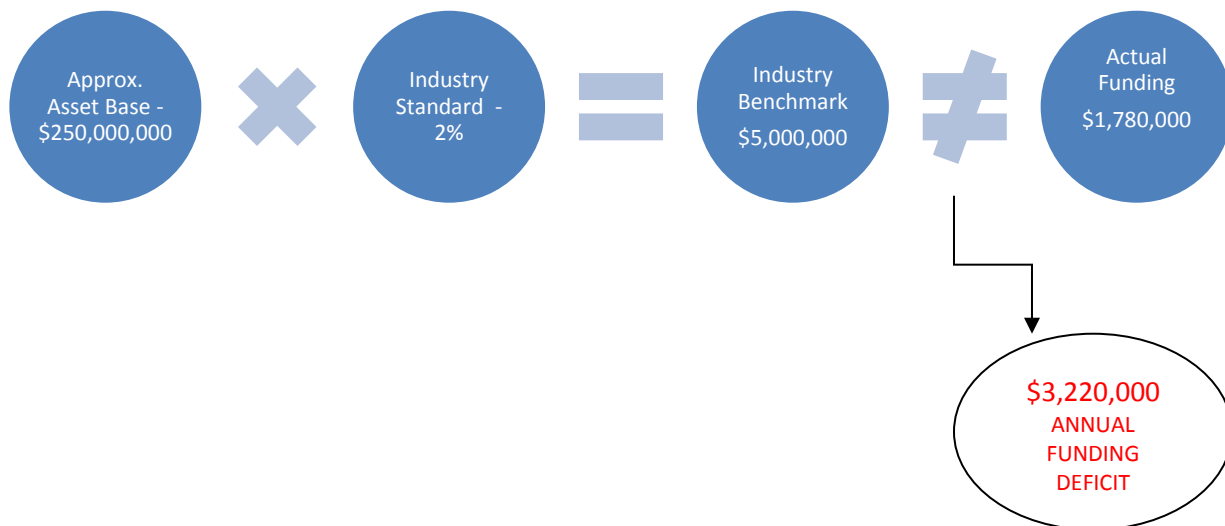 Approx.
Asset Base -
$250,000,000
Industry
Standard -
2%
Industry
Benchmark
$5,000,000
Actual
Funding
$1,780,000
$3,220,000
ANNUAL
FUNDING
DEFICIT